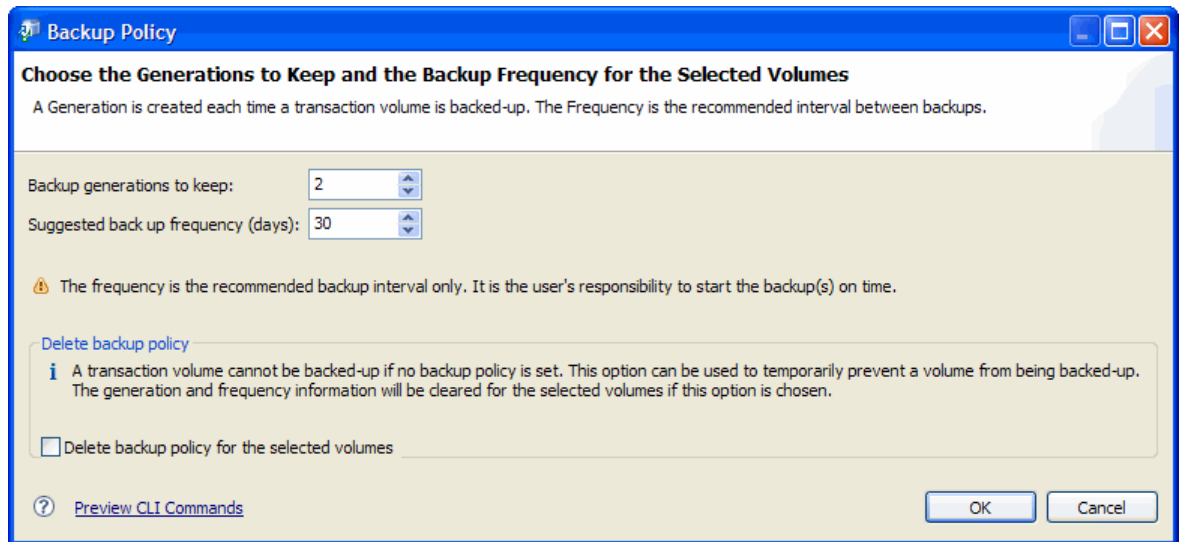 Backup Policy
Choose the Generations to Keep and the Backup Frequency for the Selected Volumes
A Generation is created each time a transaction volume is backed-up. The Frequency is the recommended interval between backups.
Backup generations to keep: 2
Suggested back up frequency (days): 30
The frequency is the recommended backup interval only. It is the user's responsibility to start the backup(s) on time.
Delete backup policy
A transaction volume cannot be backed-up if no backup policy is set. This option can be used to temporarily prevent a volume from being backed-up.
The generation and frequency information will be cleared for the selected volumes if this option is chosen.
Delete backup policy for the selected volumes
Preview CLI Commands OK Cancel